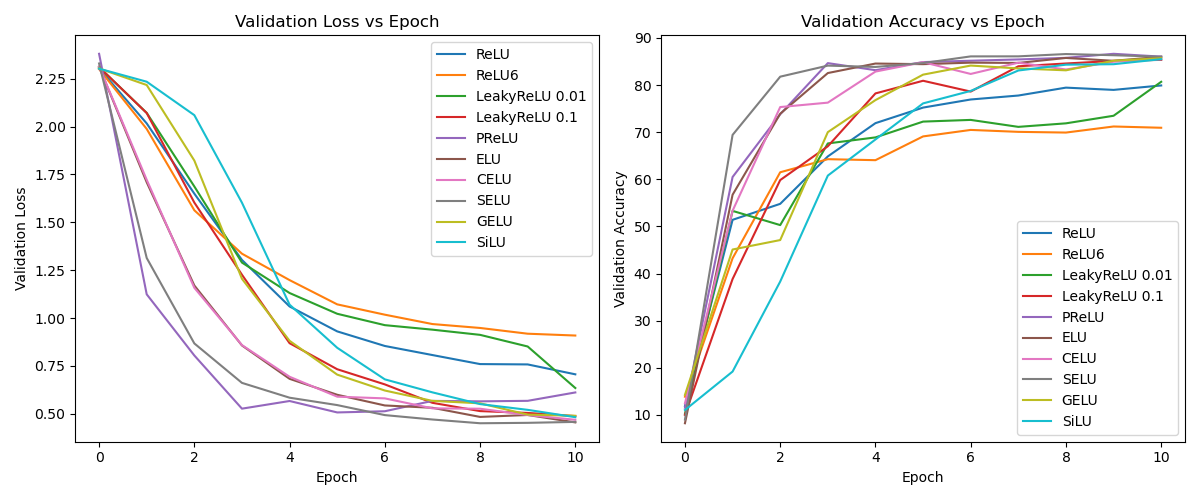 Validation Loss vs Epoch
Validation Loss
2.25
2.00
1.75
1.50
1.25
1.00
0.75
0.50
0 2 4 6 8 10
Epoch
ReLU
ReLU6
LeakyReLU 0.01
LeakyReLU 0.1
PReLU
ELU
CELU
SELU
GELU
SiLU
Validation Accuracy vs Epoch
Validation Accuracy
90
80
70
60
50
40
30
20
10
0 2 4 6 8 10
Epoch
ReLU
ReLU6
LeakyReLU 0.01
LeakyReLU 0.1
PReLU
ELU
CELU
SELU
GELU
SiLU